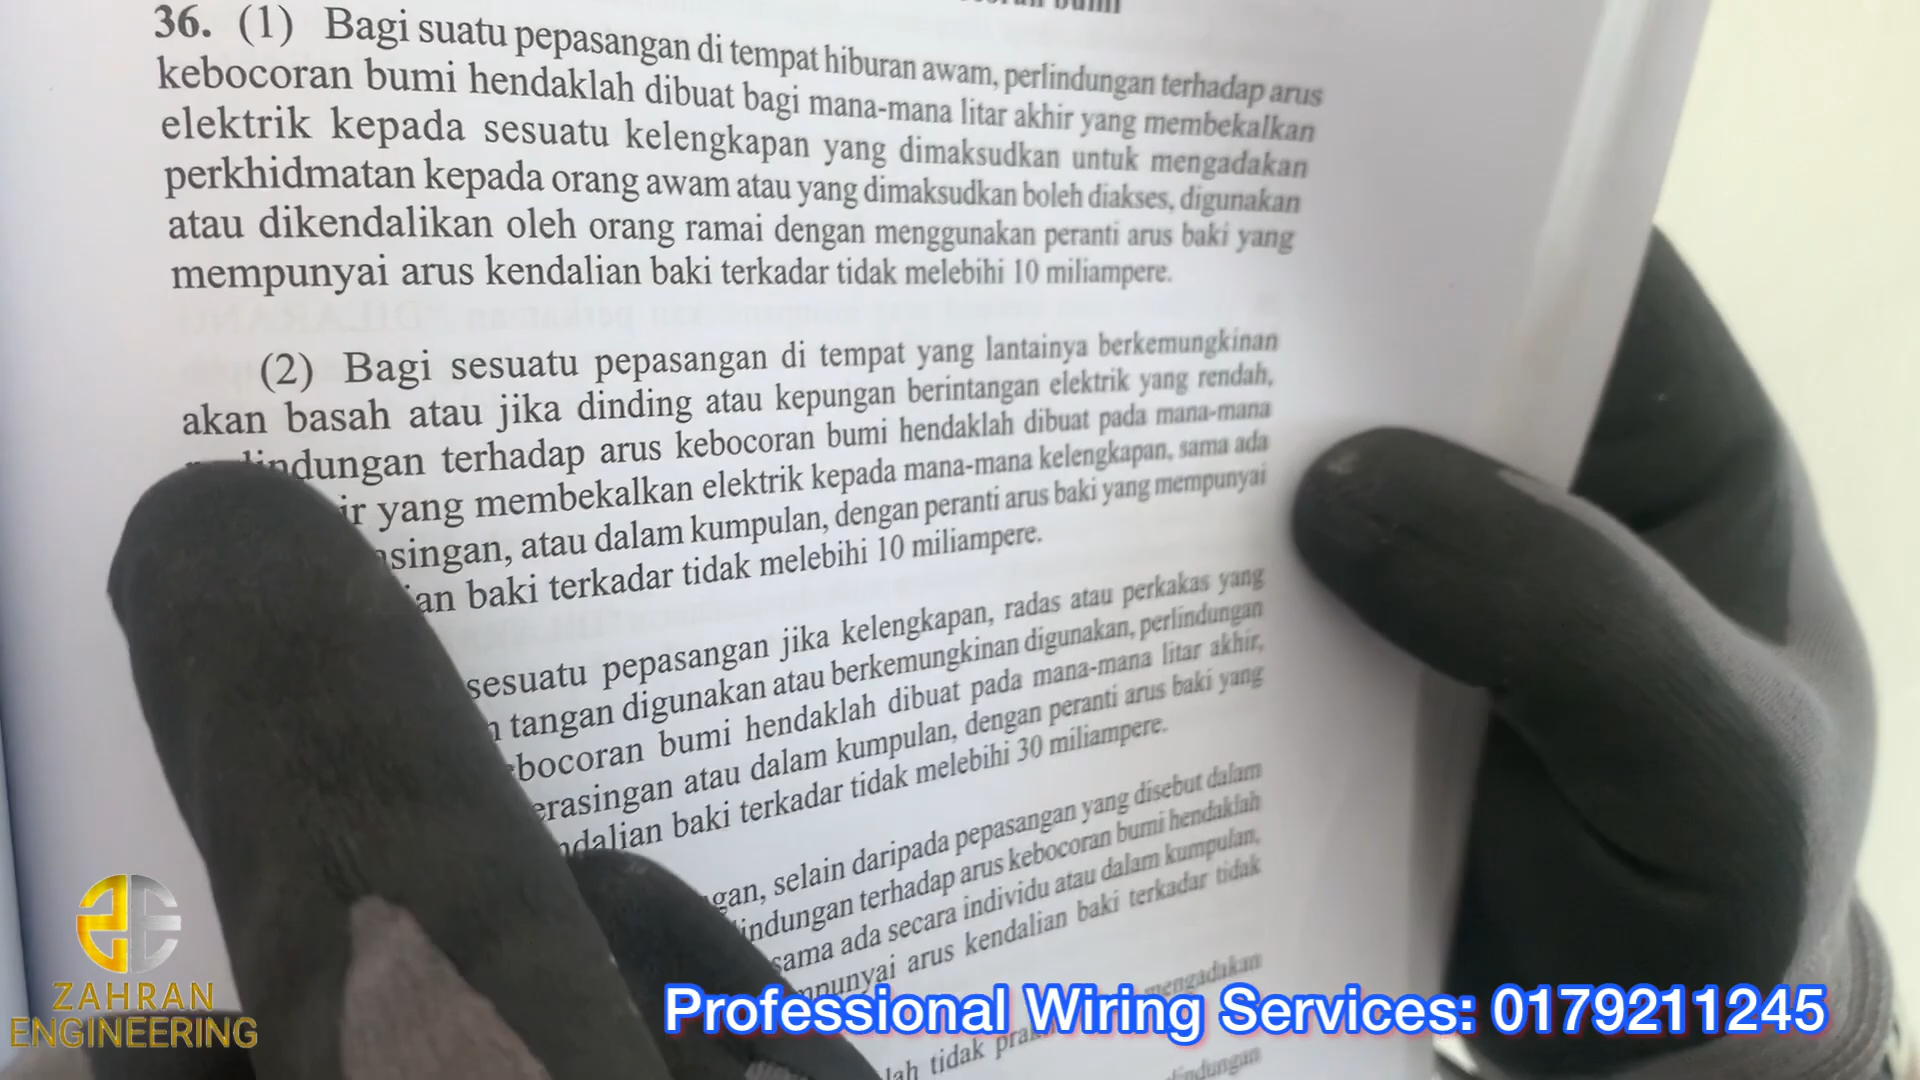 bumi
36. (1) Bagi suatu pepasangan di tempat hiburan awam, perlindungan terhadap arus
kebocoran bumi hendaklah dibuat bagi mana-mana litar akhir yang membekalkan
elektrik kepada sesuatu kelengkapan yang dimaksudkan untuk mengadakan
perkhidmatan kepada orang awam atau yang dimaksudkan boleh diakses, digunakan
atau dikendalikan oleh orang ramai dengan menggunakan peranti arus baki yang
mempunyai arus kendalian baki terkadar tidak melebihi 10 miliampere.
(2) Bagi sesuatu pepasangan di tempat yang lantainya berkemungkinan
akan basah atau jika dinding atau kepungan berintangan elektrik yang rendah,
lindungan terhadap arus kebocoran bumi hendaklah dibuat pada mana-mana
ir yang membekalkan elektrik kepada mana-mana kelengkapan, sama ada
asingan, atau dalam kumpulan, dengan peranti arus baki yang mempunyai
ian baki terkadar tidak melebihi 10 miliampere.
sesuatu pepasangan jika kelengkapan, radas atau perkakas yang
n tangan digunakan atau berkemungkinan digunakan, perlindungan
ebocoran bumi hendaklah dibuat pada mana-mana litar akhir,
erasingan atau dalam kumpulan, dengan peranti arus baki yang
ndalian baki terkadar tidak melebihi 30 miliampere.
gan, selain daripada pepasangan yang disebut dalam
lindungan terhadap arus kebocoran bumi hendaklah
sama ada secara individu atau dalam kumpulan,
mpunyai arus kendalian baki terkadar tidak
mengadakan
lah tidak
lindungan
ZAHRAN
ENGINEERING
Professional Wiring Services: 0179211245